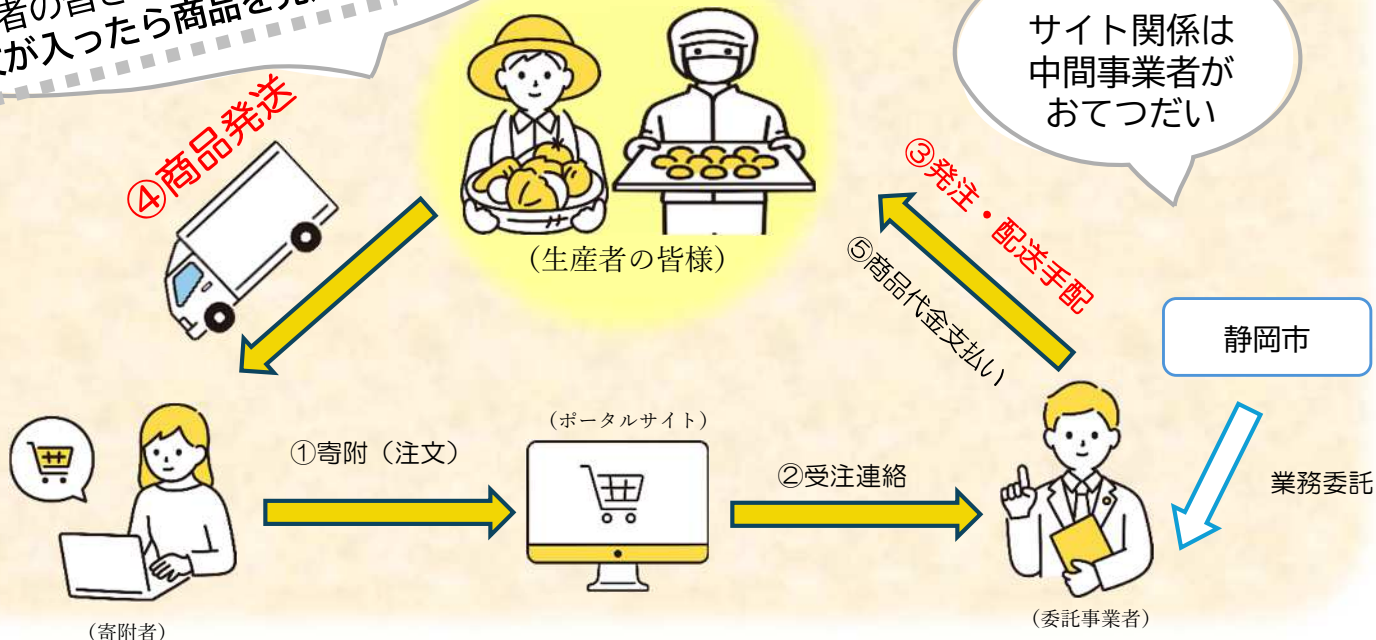 者の皆さ
が入ったら商品を
サイト関係は
中間事業者が
おてつだい
④商品発送
(生産者の皆様)
③発注・配送手配
⑤商品代金支払い
静岡市
業務委託
(ポータルサイト)
①寄附（注文）
②受注連絡
(寄附者)
(委託事業者)